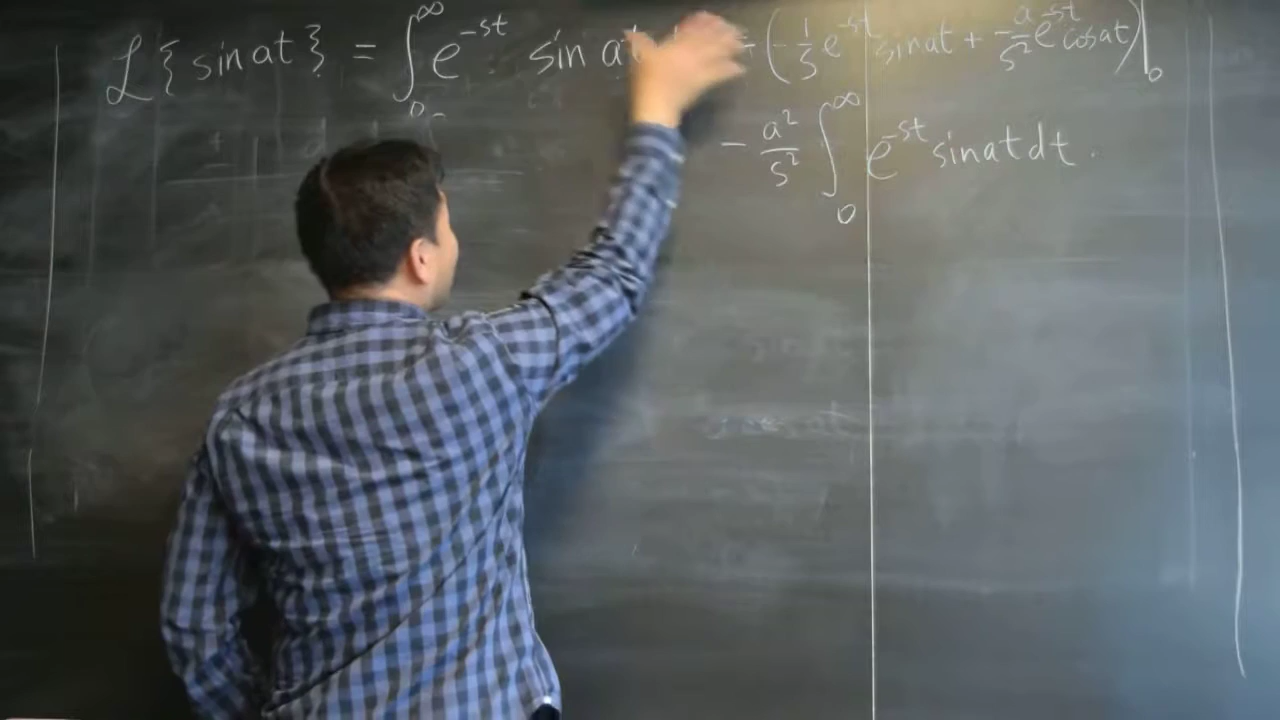 ℒ{sin at} = ∫₀^∞ e^{-st} sin at = (-1/s e^{-st} sin at + -a/s² e^{-st} cos at)|₀
- a²/s² ∫₀^∞ e^{-st} sin at dt.